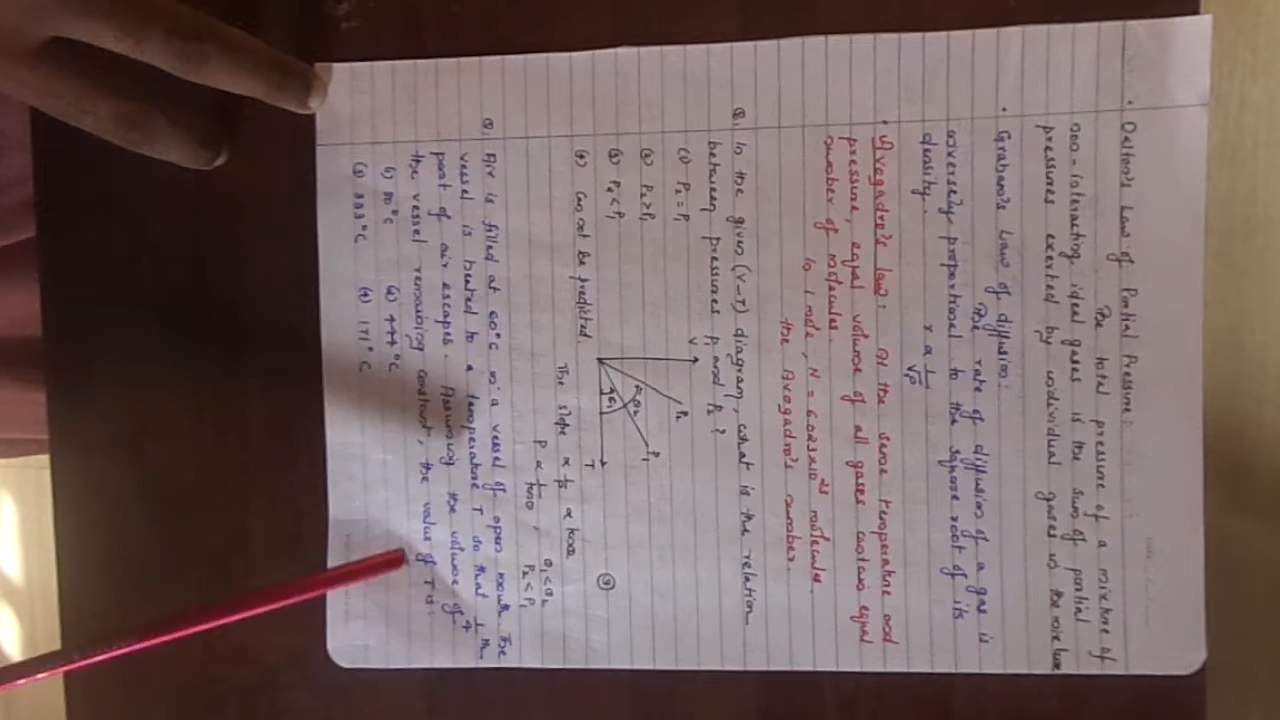 • Dalton's Law of Partial Pressure:
The total pressure of a mixture of
non-interacting ideal gases is the sum of partial
pressures exerted by individual gases in the mixture
• Graham's Law of diffusion:
The rate of diffusion of a gas is
inversely proportional to the square root of its
density. r α 1/√ρ
• Avogadro's law: At the same temperature and
pressure, equal volume of all gases contain equal
number of molecules.
In 1 mole, N = 6.023×10²³ molecules
the Avogadro's number.
Q: In the given (V-T) diagram, what is the relation
between pressures P₁ and P₂?
(1) P₂ = P₁
(2) P₂ > P₁
(3) P₂ < P₁
(4) can not be predicted.
V
P₂
P₁
θ₂
θ₁
T
(3)
The slope α 1/P α tanθ
P α 1/tanθ, θ₁ < θ₂
P₂ < P₁
Q: Air is filled at 60°C in a vessel of open mouth. The
vessel is heated to a temperature T so that 1/4 th
part of air escapes. Assuming the volume of
the vessel remaining constant, the value of T is:
(1) 80°C (2) 444°C
(3) 333°C (4) 171°C